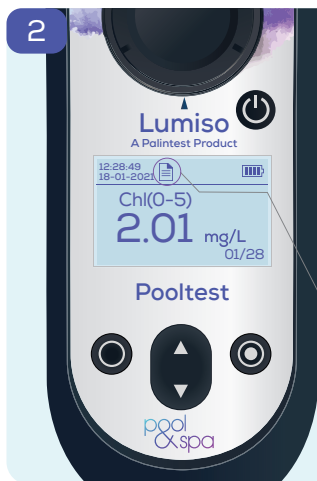 2
Lumiso
A Palintest Product
12:28:49
18-01-2021
Chl(0-5)
2.01 mg/L
01/28
Pooltest
pool
&spa